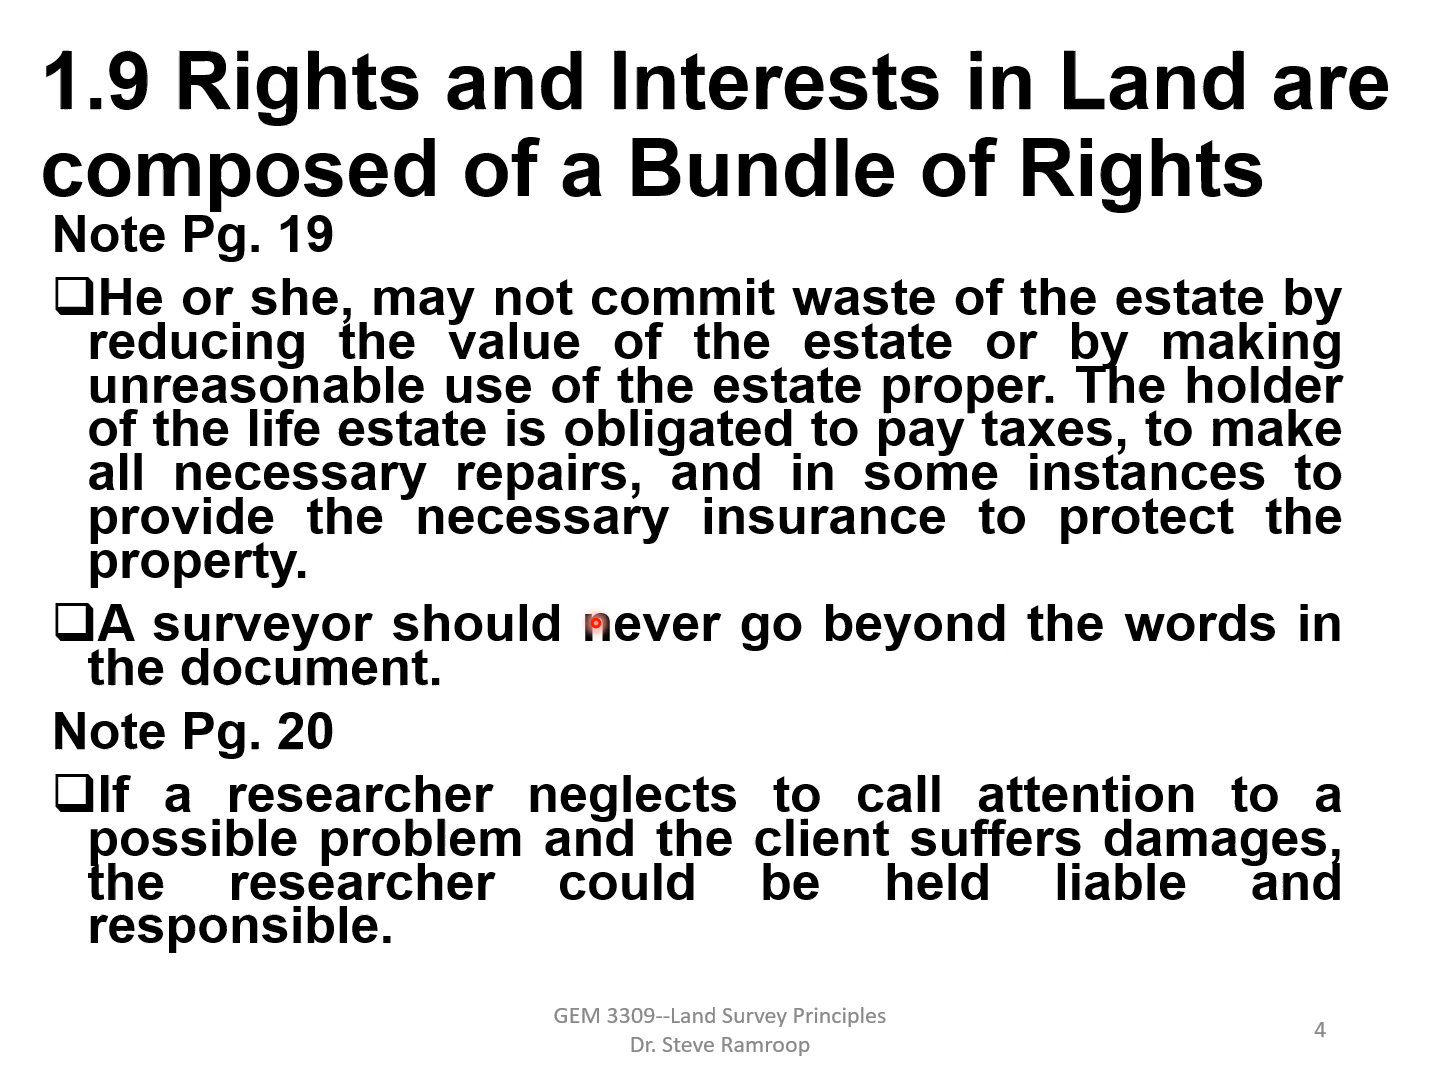 1.9 Rights and Interests in Land are
composed of a Bundle of Rights
Note Pg. 19
❑He or she, may not commit waste of the estate by
reducing the value of the estate or by making
unreasonable use of the estate proper. The holder
of the life estate is obligated to pay taxes, to make
all necessary repairs, and in some instances to
provide the necessary insurance to protect the
property.
❑A surveyor should never go beyond the words in
the document.
Note Pg. 20
❑If a researcher neglects to call attention to a
possible problem and the client suffers damages,
the researcher could be held liable and
responsible.
GEM 3309--Land Survey Principles
Dr. Steve Ramroop
4